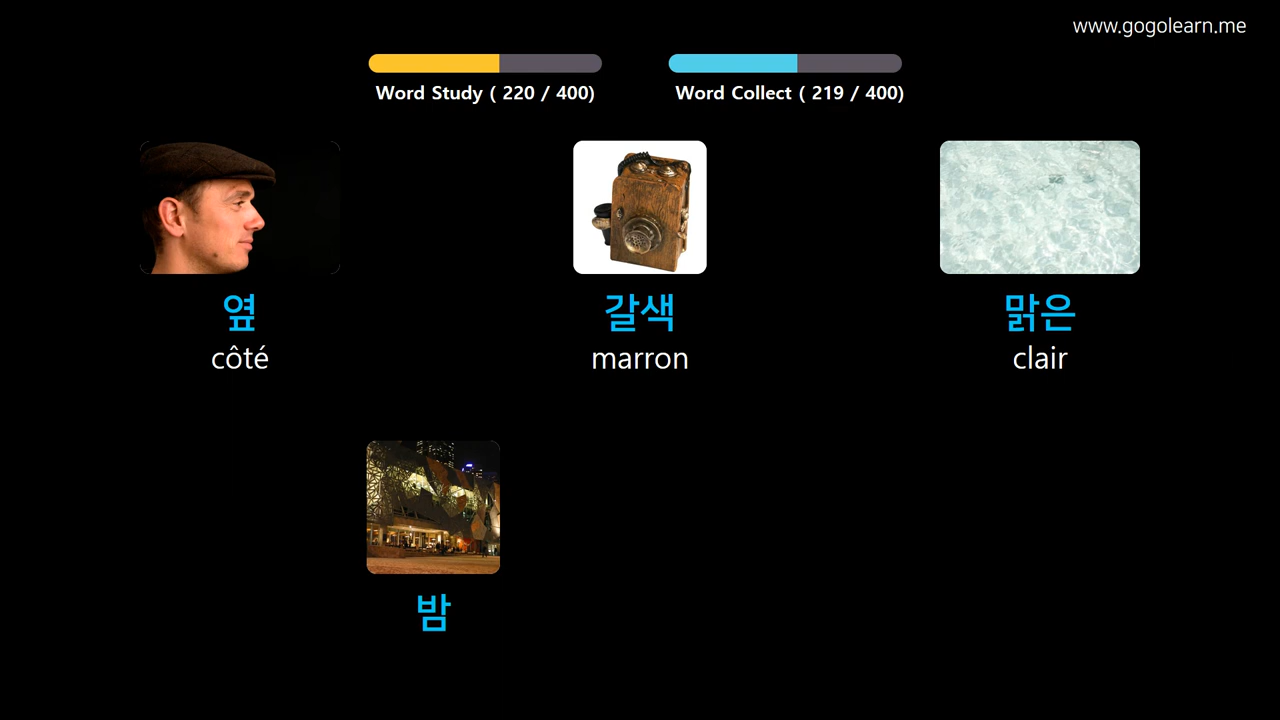 www.gogolearn.me
Word Study ( 220 / 400)
Word Collect ( 219 / 400)
옆
côté
갈색
marron
맑은
clair
밤